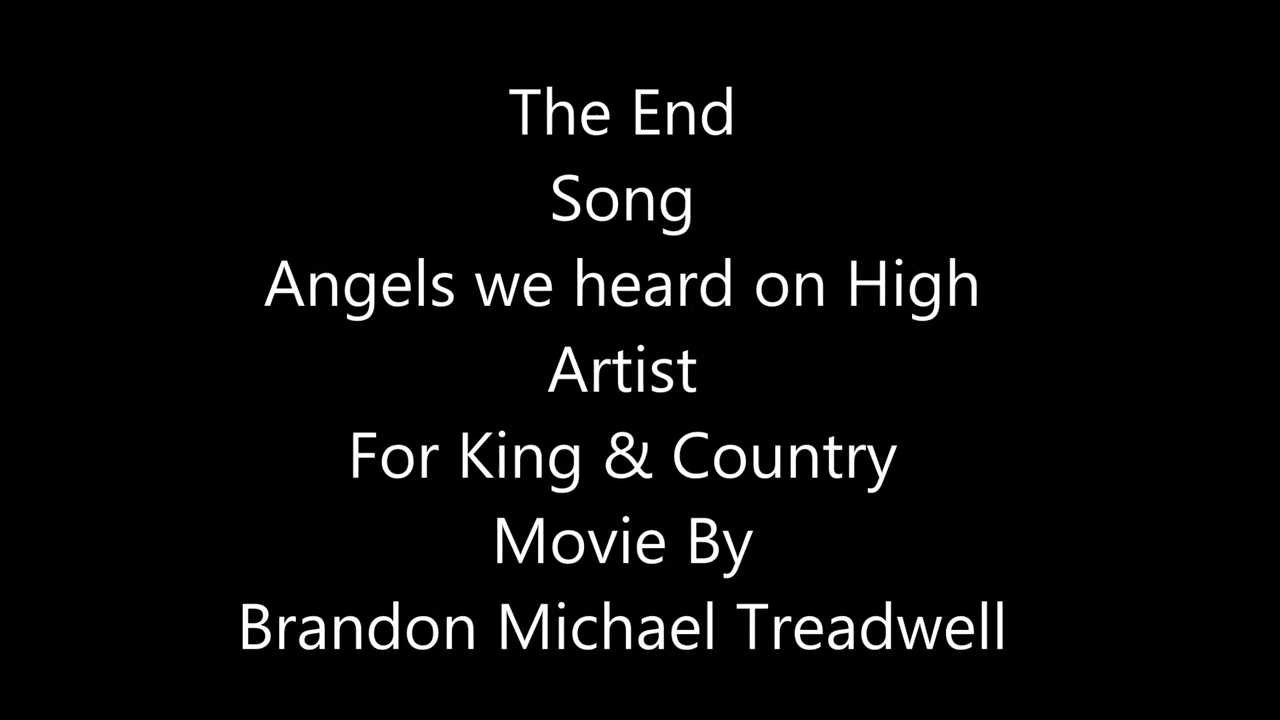 The End
Song
Angels we heard on High
Artist
For King & Country
Movie By
Brandon Michael Treadwell